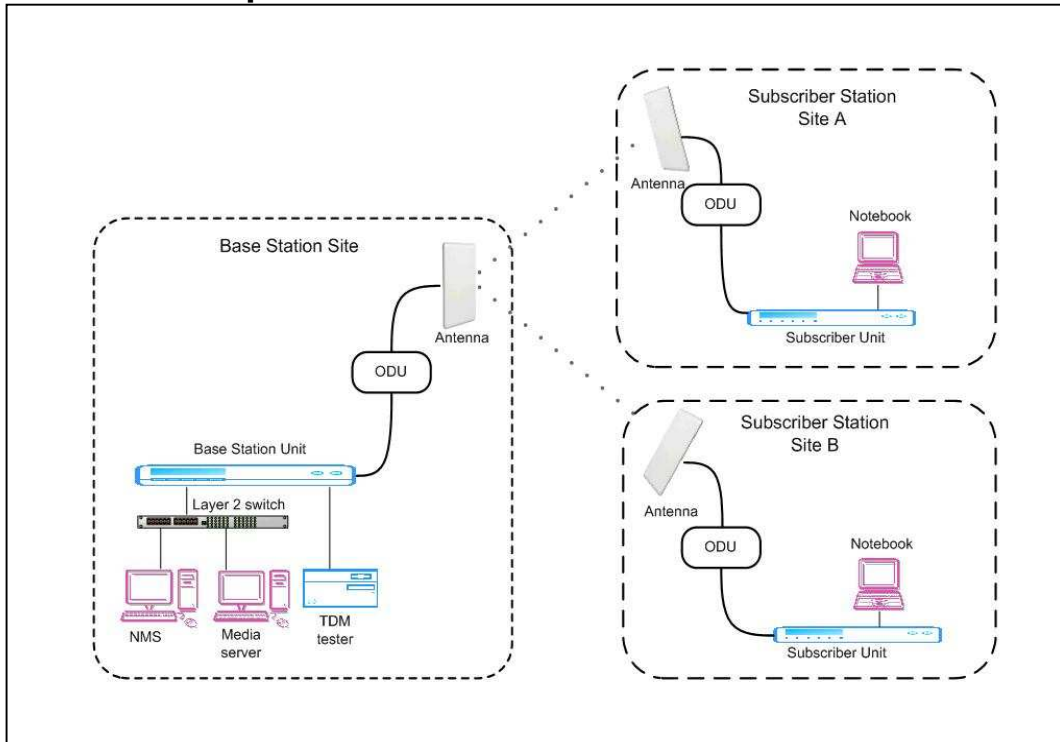 Base Station Site
Antenna
ODU
Base Station Unit
Layer 2 switch
NMS
Media
server
TDM
tester
Subscriber Station
Site A
Antenna
ODU
Notebook
Subscriber Unit
Subscriber Station
Site B
Antenna
ODU
Notebook
Subscriber Unit